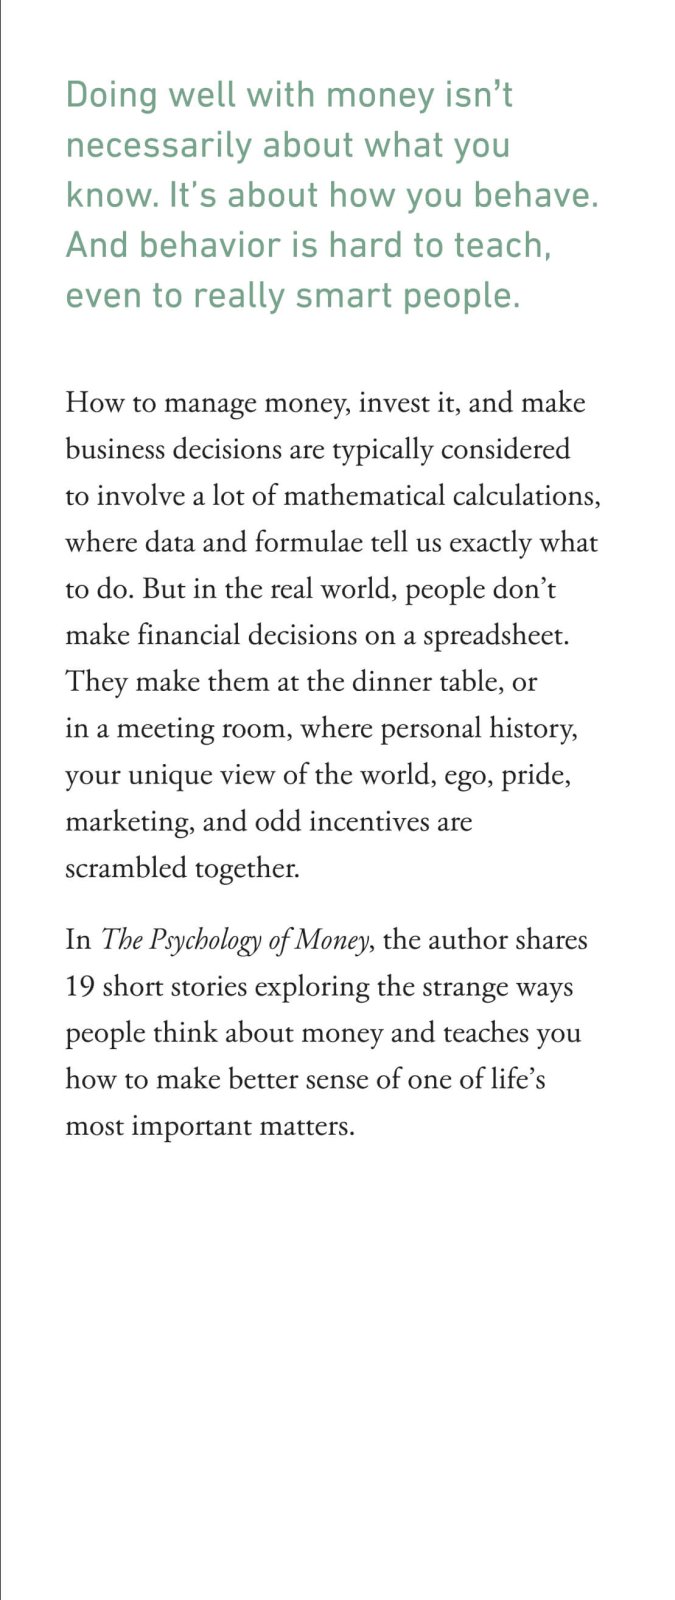 Doing well with money isn’t
necessarily about what you
know. It’s about how you behave.
And behavior is hard to teach,
even to really smart people.
How to manage money, invest it, and make
business decisions are typically considered
to involve a lot of mathematical calculations,
where data and formulae tell us exactly what
to do. But in the real world, people don’t
make financial decisions on a spreadsheet.
They make them at the dinner table, or
in a meeting room, where personal history,
your unique view of the world, ego, pride,
marketing, and odd incentives are
scrambled together.
In The Psychology of Money, the author shares
19 short stories exploring the strange ways
people think about money and teaches you
how to make better sense of one of life’s
most important matters.